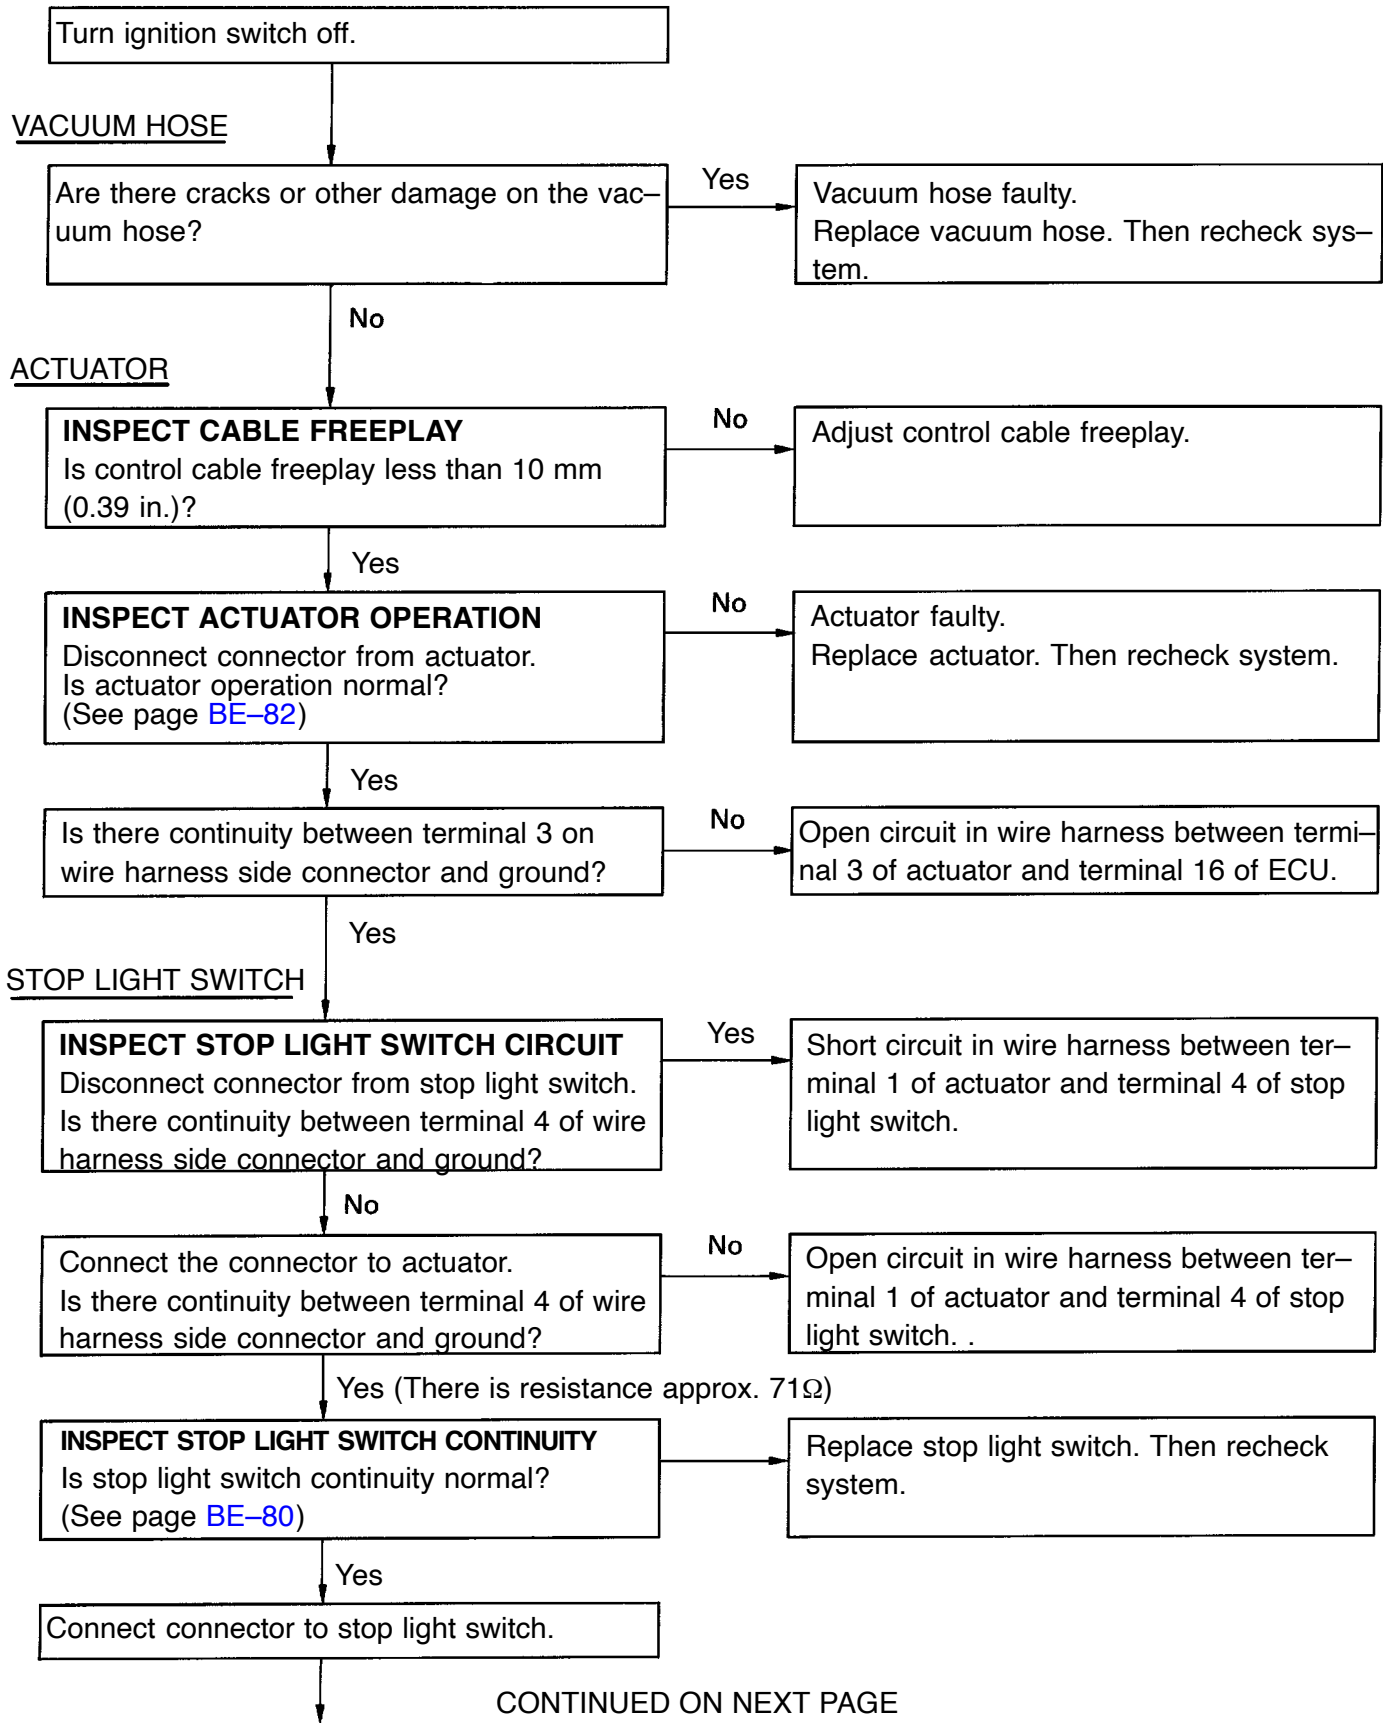 Turn ignition switch off.
VACUUM HOSE
Are there cracks or other damage on the vac–
uum hose?
Yes
Vacuum hose faulty.
Replace vacuum hose. Then recheck sys–
tem.
No
ACTUATOR
INSPECT CABLE FREEPLAY
Is control cable freeplay less than 10 mm
(0.39 in.)?
No
Adjust control cable freeplay.
Yes
INSPECT ACTUATOR OPERATION
Disconnect connector from actuator.
Is actuator operation normal?
(See page BE–82)
No
Actuator faulty.
Replace actuator. Then recheck system.
Yes
Is there continuity between terminal 3 on
wire harness side connector and ground?
No
Open circuit in wire harness between termi–
nal 3 of actuator and terminal 16 of ECU.
Yes
STOP LIGHT SWITCH
INSPECT STOP LIGHT SWITCH CIRCUIT
Disconnect connector from stop light switch.
Is there continuity between terminal 4 of wire
harness side connector and ground?
Yes
Short circuit in wire harness between ter–
minal 1 of actuator and terminal 4 of stop
light switch.
No
Connect the connector to actuator.
Is there continuity between terminal 4 of wire
harness side connector and ground?
No
Open circuit in wire harness between ter–
minal 1 of actuator and terminal 4 of stop
light switch. .
Yes (There is resistance approx. 71Ω)
INSPECT STOP LIGHT SWITCH CONTINUITY
Is stop light switch continuity normal?
(See page BE–80)
Replace stop light switch. Then recheck
system.
Yes
Connect connector to stop light switch.
CONTINUED ON NEXT PAGE